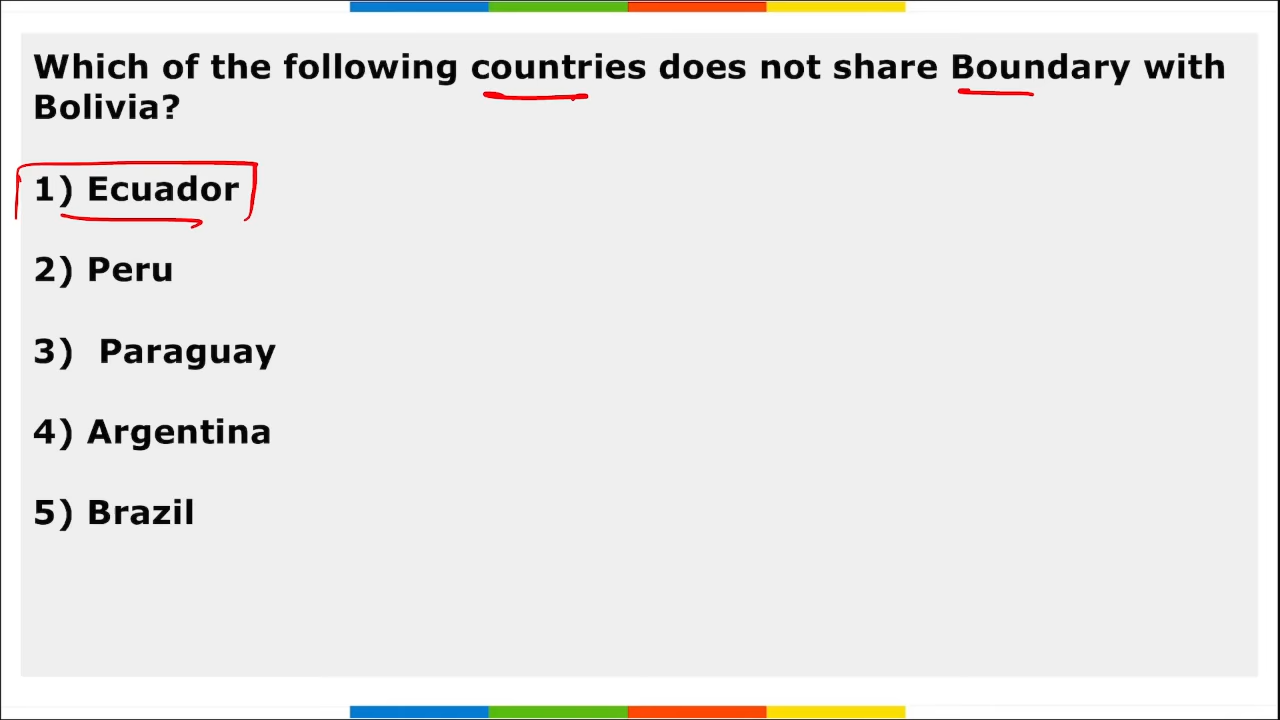 Which of the following countries does not share Boundary with
Bolivia?
1) Ecuador
2) Peru
3) Paraguay
4) Argentina
5) Brazil